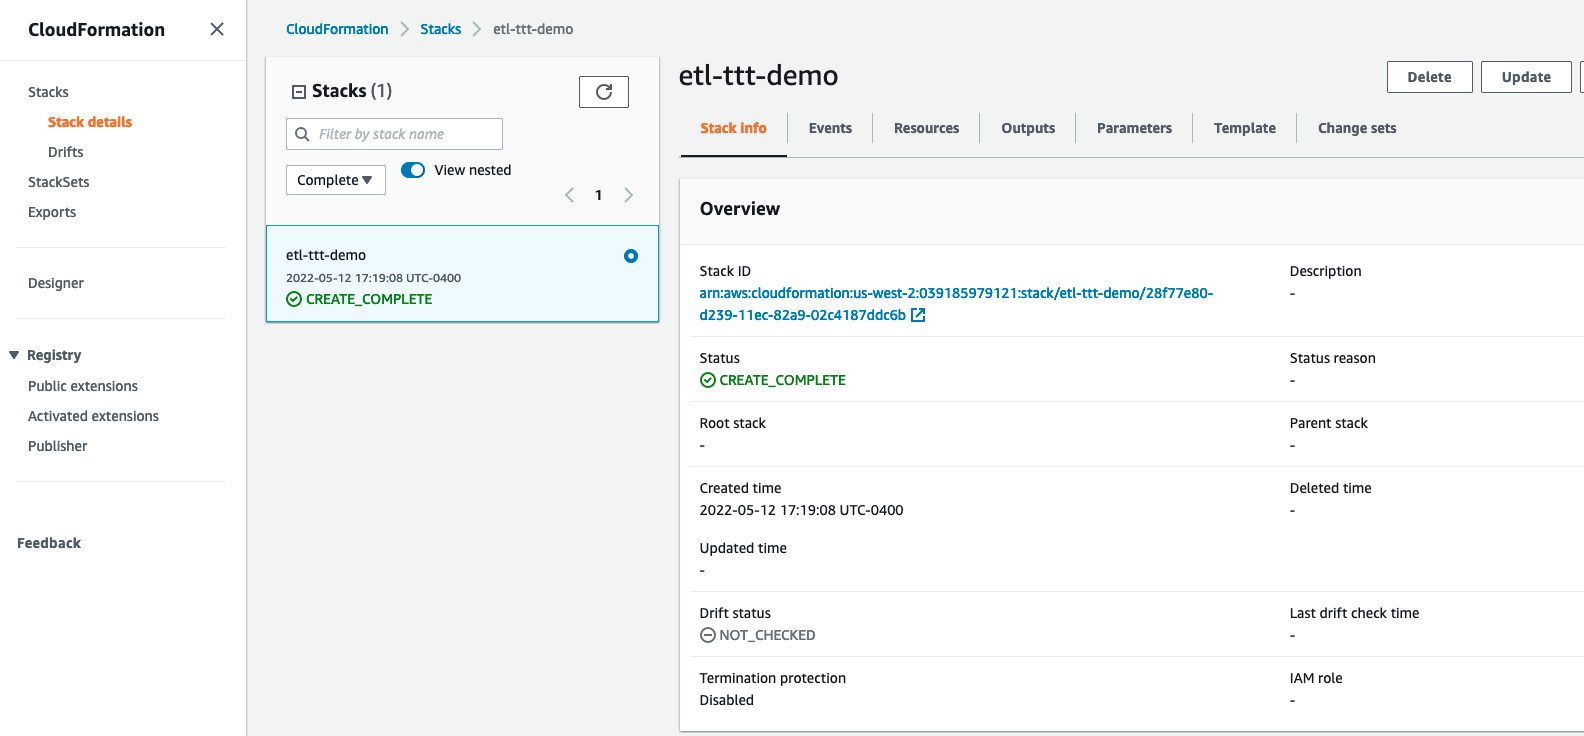 CloudFormation
Stacks
Stack details
Drifts
StackSets
Exports
Designer
Registry
Public extensions
Activated extensions
Publisher
Feedback
CloudFormation > Stacks > etl-ttt-demo
Stacks (1)
Filter by stack name
Complete
View nested
1
etl-ttt-demo
2022-05-12 17:19:08 UTC-0400
CREATE_COMPLETE
etl-ttt-demo
Delete
Update
Stack info
Events
Resources
Outputs
Parameters
Template
Change sets
Overview
Stack ID
arn:aws:cloudformation:us-west-2:039185979121:stack/etl-ttt-demo/28f77e80-
d239-11ec-82a9-02c4187ddc6b
Description
-
Status
CREATE_COMPLETE
Status reason
-
Root stack
-
Parent stack
-
Created time
2022-05-12 17:19:08 UTC-0400
Deleted time
-
Updated time
-
Drift status
NOT_CHECKED
Last drift check time
-
Termination protection
Disabled
IAM role
-